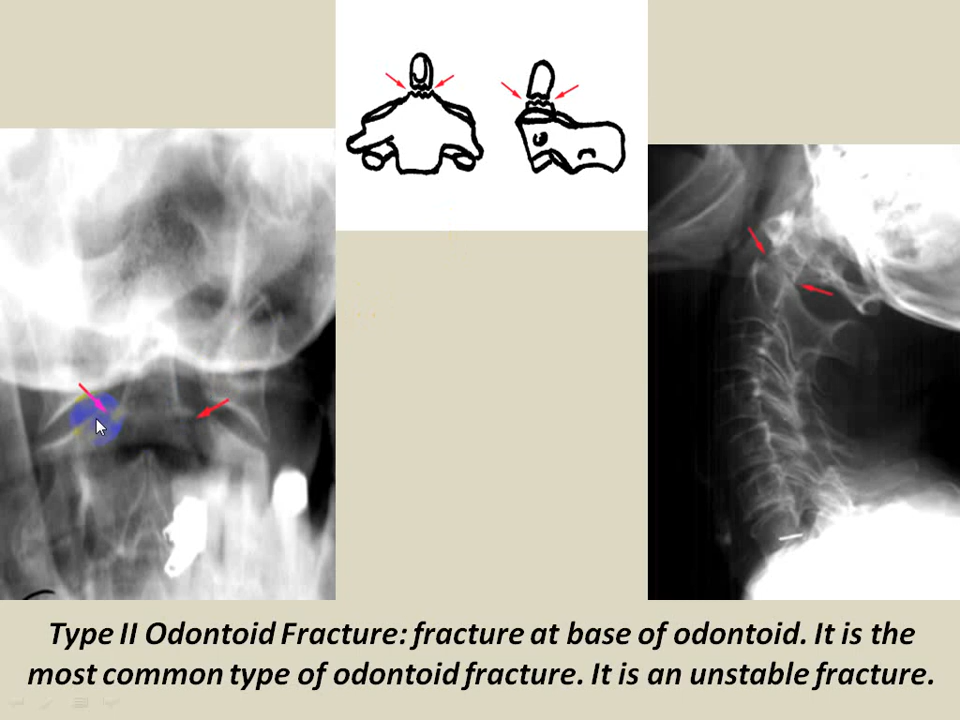 Type II Odontoid Fracture: fracture at base of odontoid. It is the
most common type of odontoid fracture. It is an unstable fracture.